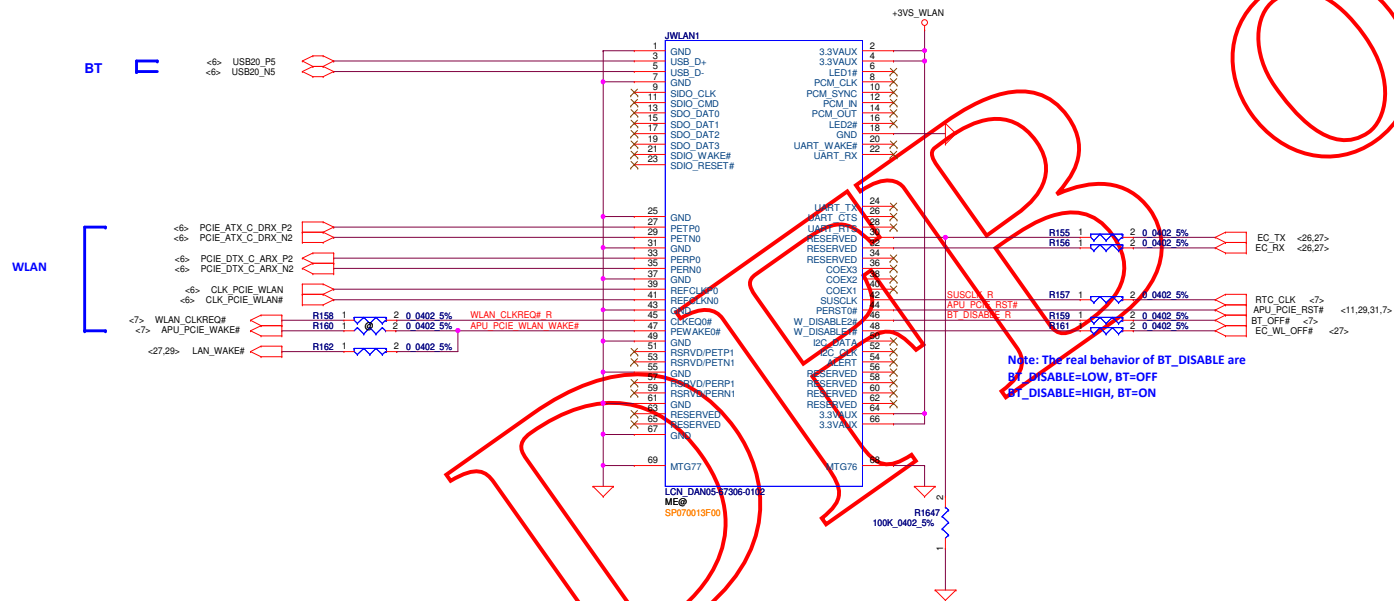 +3VS_WLAN
JWLAN1
BT
<6> USB20_P5
<6> USB20_N5
1 GND 3.3VAUX 2
3 USB_D+ 3.3VAUX 4
5 USB_D- LED1# 6
7 GND PCM_CLK 8
9 SIDO_CLK PCM_SYNC 10
11 SDIO_CMD PCM_IN 12
13 SDO_DAT0 PCM_OUT 14
15 SDO_DAT1 LED2# 16
17 SDO_DAT2 GND 18
19 SDO_DAT3 UART_WAKE# 20
21 SDIO_WAKE# UART_RX 22
23 SDIO_RESET#
UART_TX 24
25 GND UART_CTS 26
27 PETP0 UART_RTS 28
29 PETN0 RESERVED 30
31 GND RESERVED 32
33 PERP0 RESERVED 34
35 PERN0 COEX3 36
37 GND COEX2 38
39 REFCLKP0 COEX1 40
41 REFCLKN0 SUSCLK 42
43 GND PERST0# 44
45 CLKEQ0# W_DISABLE2# 46
47 PEWAKE0# W_DISABLE1# 48
49 GND I2C_DATA 50
51 RSRVD/PETP1 I2C_CLK 52
53 RSRVD/PETN1 ALERT 54
55 GND RESERVED 56
57 RSRVD/PERP1 RESERVED 58
59 RSRVD/PERN1 RESERVED 60
61 GND RESERVED 62
63 RESERVED 3.3VAUX 64
65 RESERVED 3.3VAUX 66
67 GND
69 MTG77 MTG76 68
LCN_DAN05-67306-0102
ME@
SP070013F00
WLAN
<6> PCIE_ATX_C_DRX_P2
<6> PCIE_ATX_C_DRX_N2
<6> PCIE_DTX_C_ARX_P2
<6> PCIE_DTX_C_ARX_N2
<6> CLK_PCIE_WLAN
<6> CLK_PCIE_WLAN#
<7> WLAN_CLKREQ# R158 1 2 0_0402_5% WLAN_CLKREQ#_R
<7> APU_PCIE_WAKE# R160 1 @ 2 0_0402_5% APU_PCIE_WLAN_WAKE#
<27,29> LAN_WAKE# R162 1 2 0_0402_5%
R155 1 2 0_0402_5% EC_TX <26,27>
R156 1 2 0_0402_5% EC_RX <26,27>
SUSCLK_R R157 1 2 0_0402_5% RTC_CLK <7>
APU_PCIE_RST# APU_PCIE_RST# <11,29,31,7>
BT_DISABLE_R R159 1 2 0_0402_5% BT_OFF# <7>
R161 1 2 0_0402_5% EC_WL_OFF# <27>
Note: The real behavior of BT_DISABLE are
BT_DISABLE=LOW, BT=OFF
BT_DISABLE=HIGH, BT=ON
2
R1647
100K_0402_5%
1